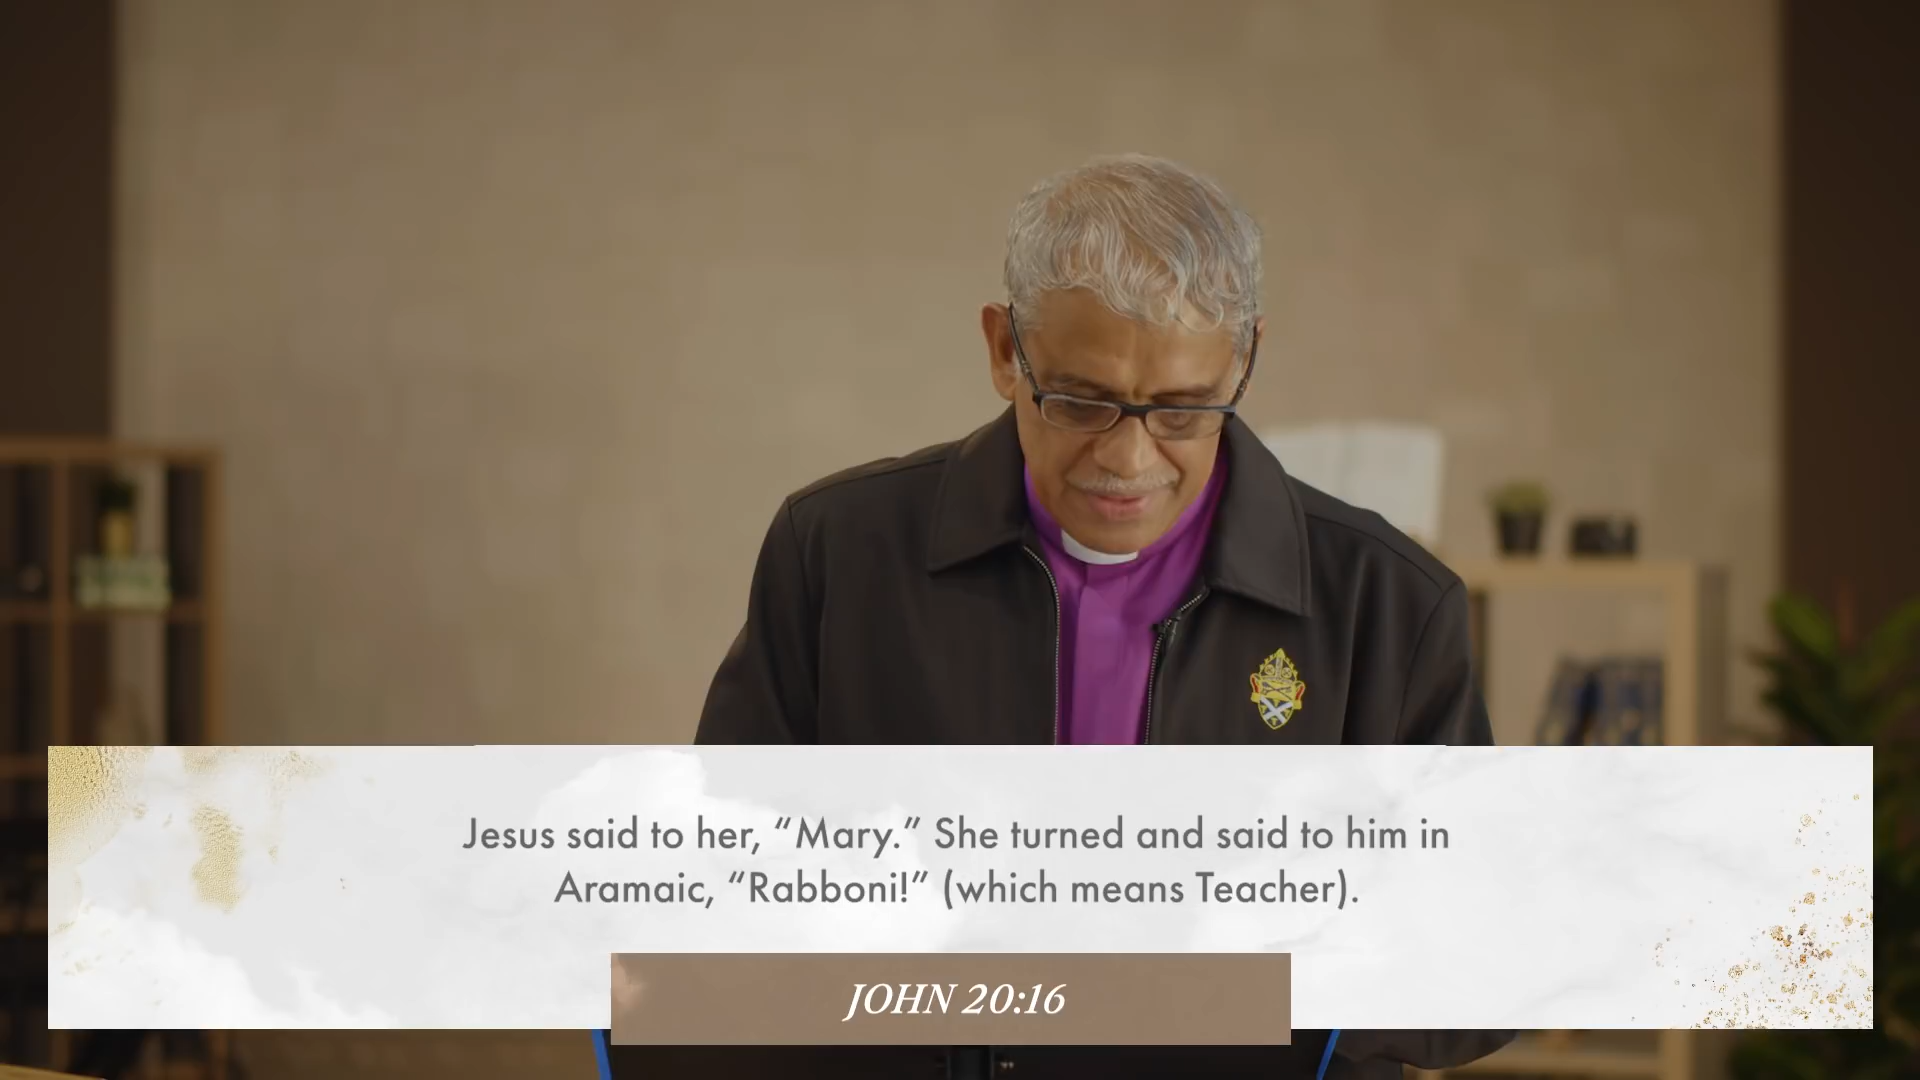 Jesus said to her, “Mary.” She turned and said to him in
Aramaic, “Rabboni!” (which means Teacher).
JOHN 20:16